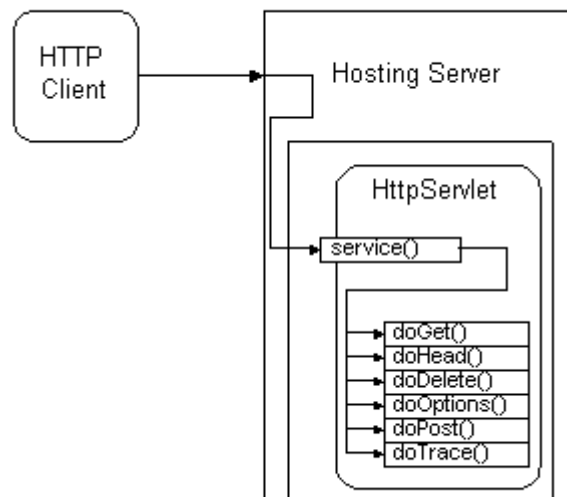 HTTP
Client
Hosting Server
HttpServlet
service()
doGet()
doHead()
doDelete()
doOptions()
doPost()
doTrace()